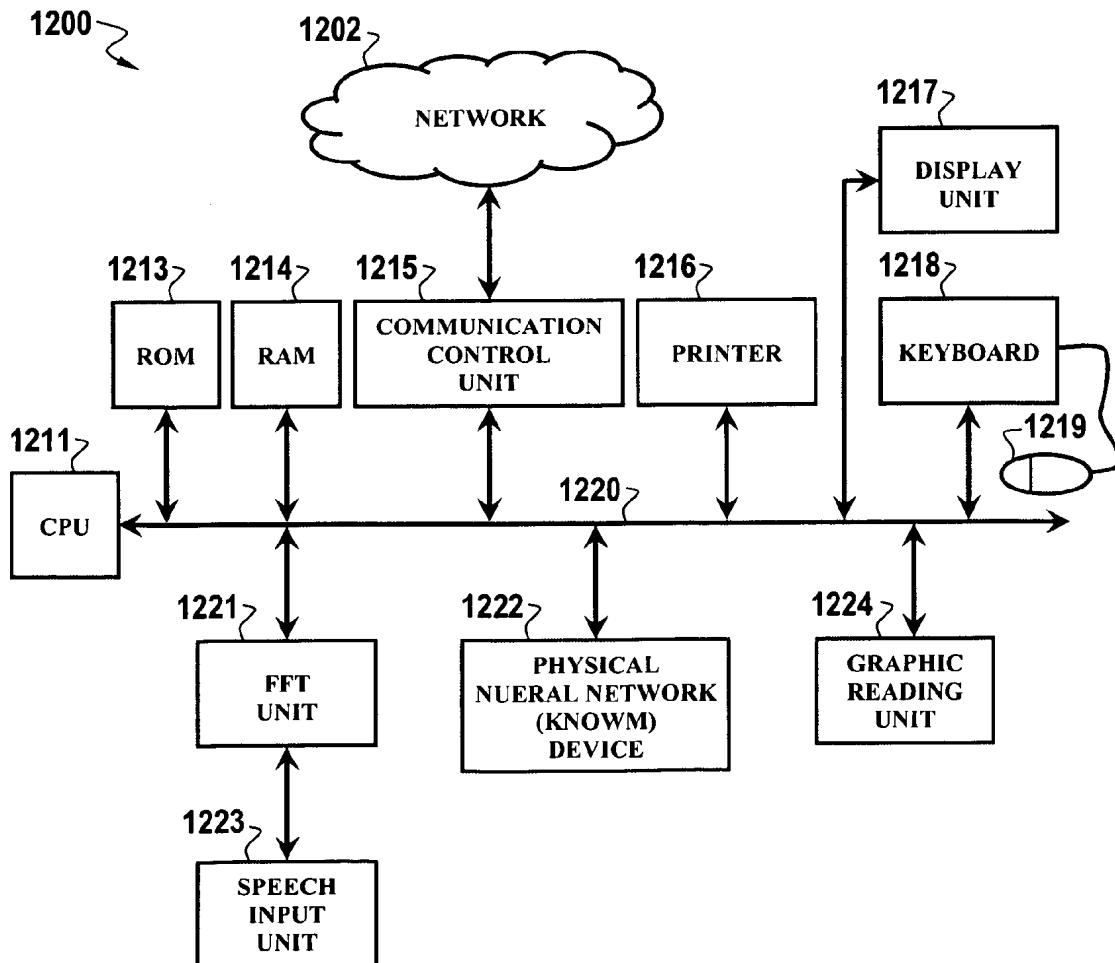 1200
1202
NETWORK
1217
DISPLAY
UNIT
1213
ROM
1214
RAM
1215
COMMUNICATION
CONTROL
UNIT
1216
PRINTER
1218
KEYBOARD
1219
1211
CPU
1220
1221
FFT
UNIT
1222
PHYSICAL
NUERAL NETWORK
(KNOWM)
DEVICE
1224
GRAPHIC
READING
UNIT
1223
SPEECH
INPUT
UNIT